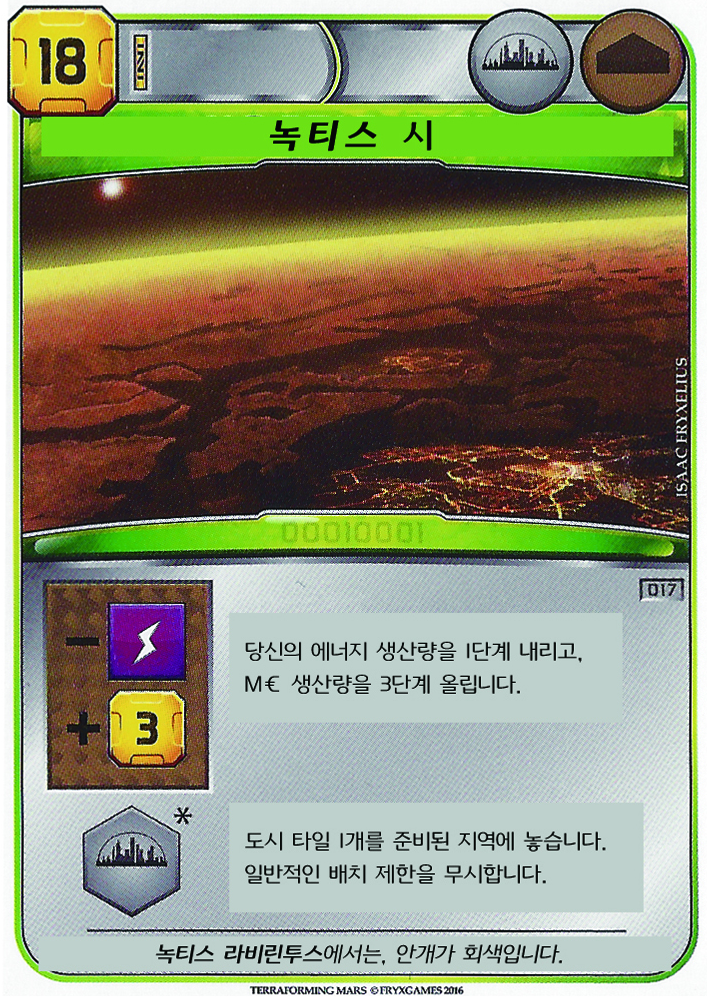 18
INI
녹티스 시
ISAAC FRYXELIUS
00010001
017
−
당신의 에너지 생산량을 1단계 내리고,
M€ 생산량을 3단계 올립니다.
+ 3
*
도시 타일 1개를 준비된 지역에 놓습니다.
일반적인 배치 제한을 무시합니다.
녹티스 라비린투스에서는, 안개가 회색입니다.
TERRAFORMING MARS © FRYXGAMES 2016